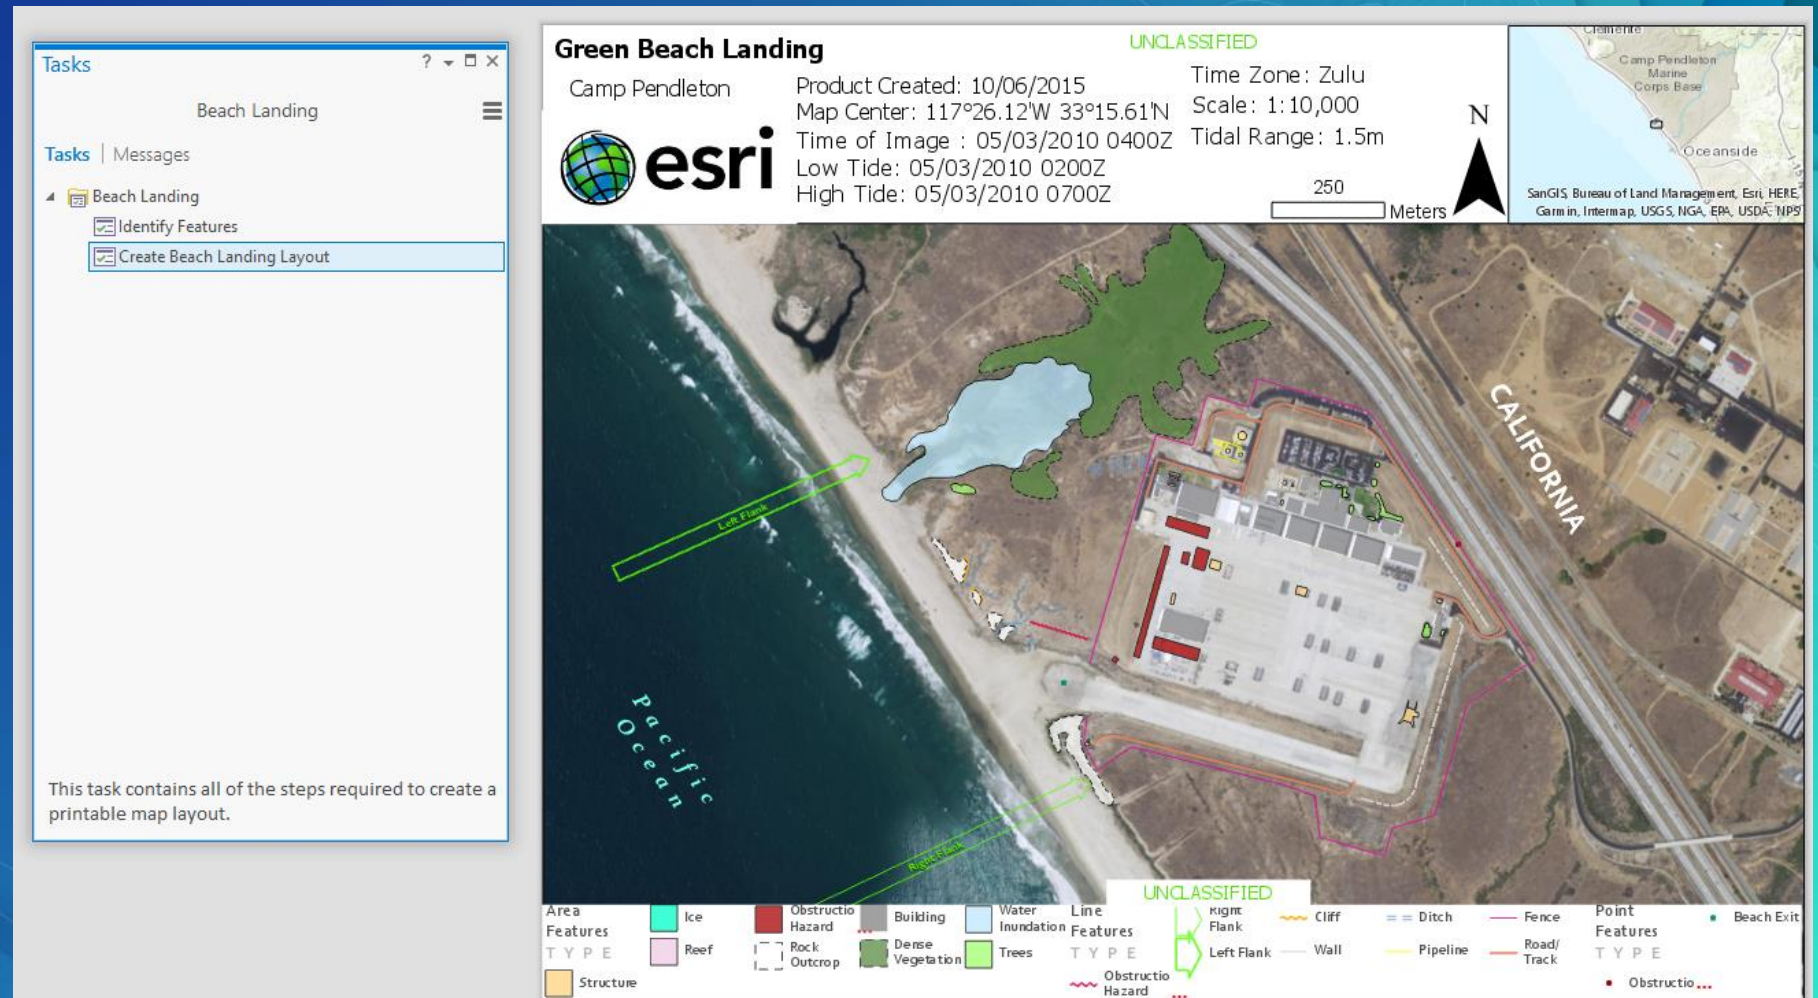 Tasks
?
Beach Landing
Tasks | Messages
Beach Landing
Identify Features
Create Beach Landing Layout
This task contains all of the steps required to create a
printable map layout.
Green Beach Landing
UNCLASSIFIED
Camp Pendleton
esri
Product Created: 10/06/2015
Map Center: 117°26.12'W 33°15.61'N
Time of Image : 05/03/2010 0400Z
Low Tide: 05/03/2010 0200Z
High Tide: 05/03/2010 0700Z
Time Zone: Zulu
Scale: 1:10,000
Tidal Range: 1.5m
250
Meters
N
Clemente
Camp Pendleton
Marine
Corps Base
Oceanside
I-15
SanGIS, Bureau of Land Management, Esri, HERE,
Garmin, Intermap, USGS, NGA, EPA, USDA, NPS
CALIFORNIA
Left Flank
Pacific
Ocean
Right Flank
UNCLASSIFIED
Area
Features
TYPE
Structure
Ice
Reef
Obstructio
Hazard ...
Rock
Outcrop
Building
Dense
Vegetation
Water
Inundation
Trees
Line
Features
TYPE
Obstructio
Hazard ...
Right
Flank
Left Flank
Cliff
Wall
Ditch
Pipeline
Fence
Road/
Track
Point
Features
TYPE
Obstructio...
Beach Exit